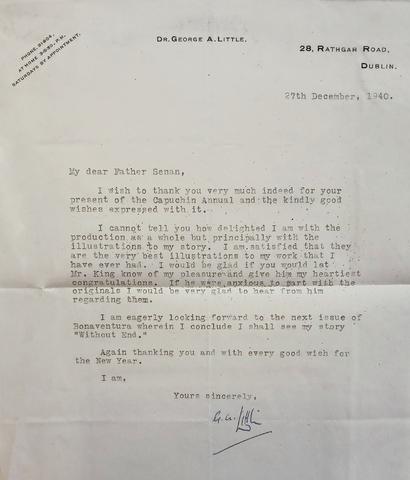 DR. GEORGE A. LITTLE.
PHONE 91804.
AT HOME P.M.
SATURDAYS BY APPOINTMENT.
28, RATHGAR ROAD,
DUBLIN.
27th December, 1940.
My dear Father Senan,
I wish to thank you very much indeed for your
present of the Capuchin Annual and the kindly good
wishes expressed with it.
I cannot tell you how delighted I am with the
production as a whole but principally with the
illustrations to my story. I am satisfied that they
are the very best illustrations to my work that I
have ever had. I would be glad if you would let
Mr. King know of my pleasure and give him my heartiest
congratulations. If he were anxious to part with the
originals I would be very glad to hear from him
regarding them.
I am eagerly looking forward to the next issue of
Bonaventura wherein I conclude I shall see my story
"Without End."
Again thanking you and with every good wish for
the New Year.
I am,
Yours sincerely,
G.A. Little